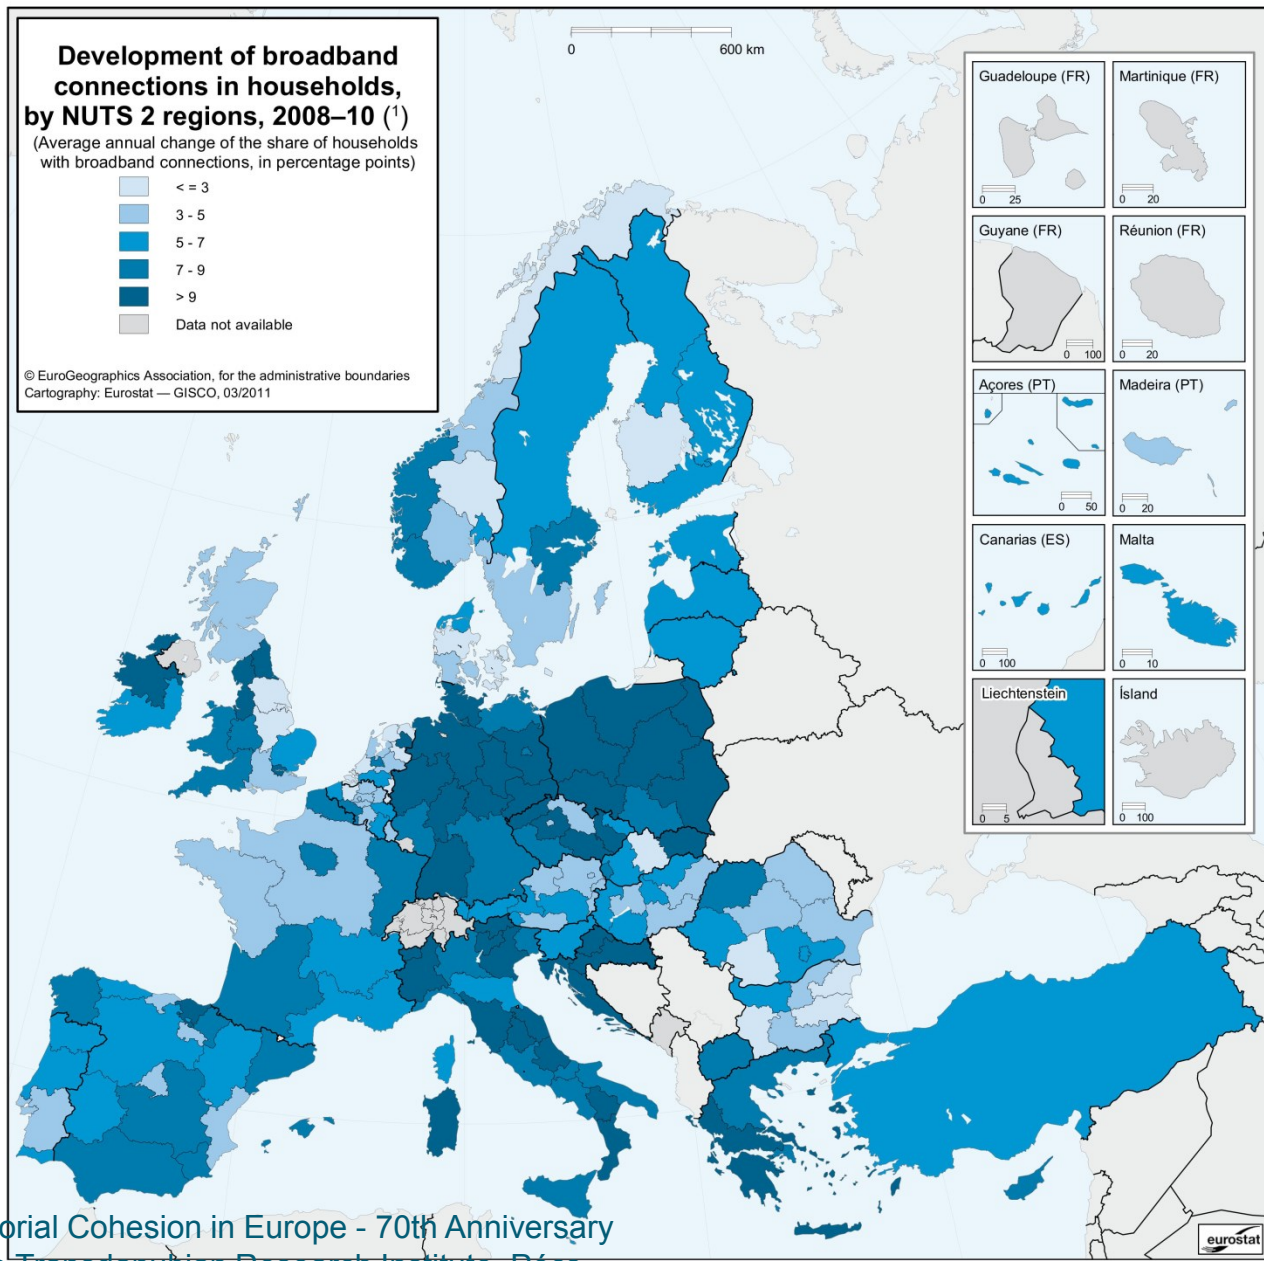 Development of broadband
connections in households,
by NUTS 2 regions, 2008–10 (¹)
(Average annual change of the share of households
with broadband connections, in percentage points)
< = 3
3 - 5
5 - 7
7 - 9
> 9
Data not available
© EuroGeographics Association, for the administrative boundaries
Cartography: Eurostat — GISCO, 03/2011
0 600 km
Guadeloupe (FR)
0 25
Martinique (FR)
0 20
Guyane (FR)
0 100
Réunion (FR)
0 20
Açores (PT)
0 50
Madeira (PT)
0 20
Canarias (ES)
0 100
Malta
0 10
Liechtenstein
0 5
Ísland
0 100
eurostat
orial Cohesion in Europe - 70th Anniversary
Transdanubian Research Institute, Pécs